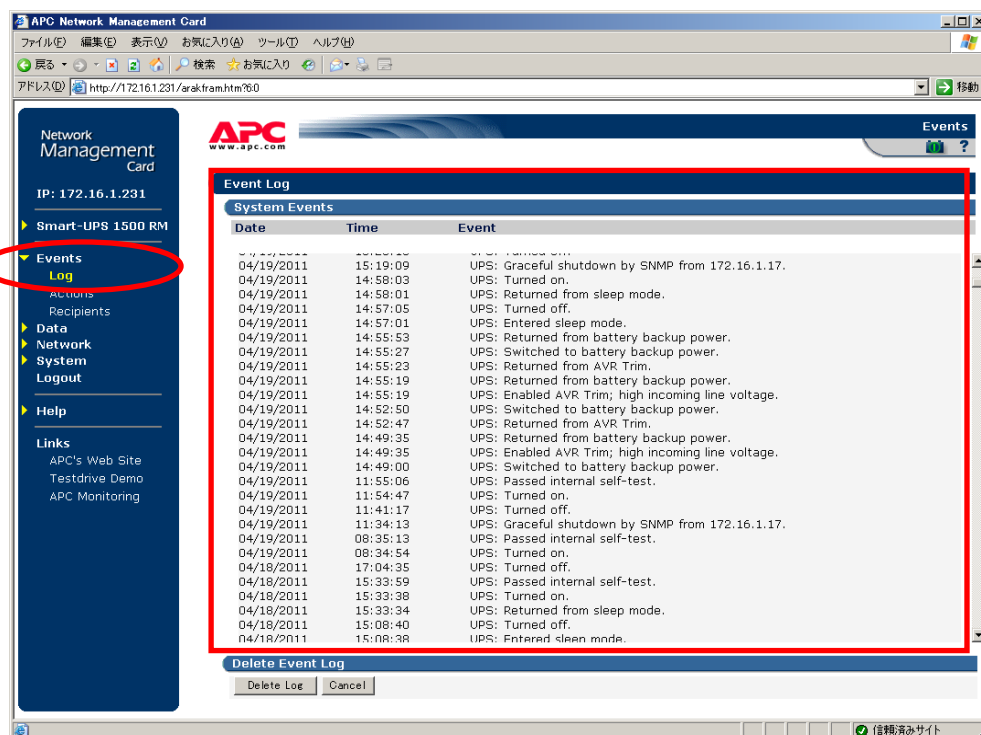 APC Network Management Card
ファイル(F) 編集(E) 表示(V) お気に入り(A) ツール(T) ヘルプ(H)
戻る 検索 お気に入り
アドレス(D) http://172.16.1.231/arakfram.htm?6.0 移動
Network
Management
Card
IP: 172.16.1.231
Smart-UPS 1500 RM
Events
Log
Actions
Recipients
Data
Network
System
Logout
Help
Links
APC's Web Site
Testdrive Demo
APC Monitoring
APC
www.apc.com
Events
?
Event Log
System Events
Date Time Event
04/19/2011 15:19:09 UPS: Graceful shutdown by SNMP from 172.16.1.17.
04/19/2011 14:58:03 UPS: Turned on.
04/19/2011 14:58:01 UPS: Returned from sleep mode.
04/19/2011 14:57:05 UPS: Turned off.
04/19/2011 14:57:01 UPS: Entered sleep mode.
04/19/2011 14:55:53 UPS: Returned from battery backup power.
04/19/2011 14:55:27 UPS: Switched to battery backup power.
04/19/2011 14:55:23 UPS: Returned from AVR Trim.
04/19/2011 14:55:19 UPS: Returned from battery backup power.
04/19/2011 14:55:19 UPS: Enabled AVR Trim; high incoming line voltage.
04/19/2011 14:52:50 UPS: Switched to battery backup power.
04/19/2011 14:52:47 UPS: Returned from AVR Trim.
04/19/2011 14:49:35 UPS: Returned from battery backup power.
04/19/2011 14:49:35 UPS: Enabled AVR Trim; high incoming line voltage.
04/19/2011 14:49:00 UPS: Switched to battery backup power.
04/19/2011 11:55:06 UPS: Passed internal self-test.
04/19/2011 11:54:47 UPS: Turned on.
04/19/2011 11:41:17 UPS: Turned off.
04/19/2011 11:34:13 UPS: Graceful shutdown by SNMP from 172.16.1.17.
04/19/2011 08:35:13 UPS: Passed internal self-test.
04/19/2011 08:34:54 UPS: Turned on.
04/18/2011 17:04:35 UPS: Turned off.
04/18/2011 15:33:59 UPS: Passed internal self-test.
04/18/2011 15:33:38 UPS: Turned on.
04/18/2011 15:33:34 UPS: Returned from sleep mode.
04/18/2011 15:08:40 UPS: Turned off.
04/18/2011 15:08:38 UPS: Entered sleep mode.
Delete Event Log
Delete Log Cancel
信頼済みサイト